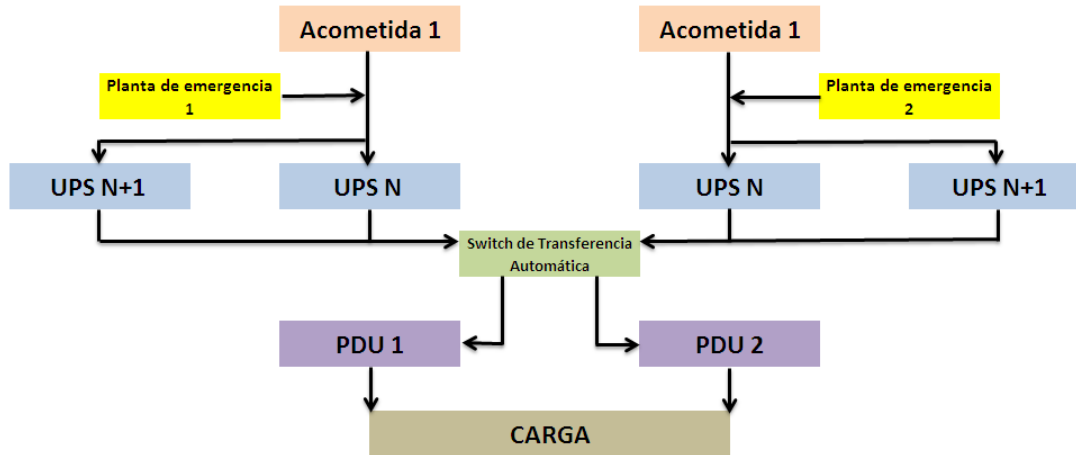 Acometida 1
Acometida 1
Planta de emergencia
1
Planta de emergencia
2
UPS N+1
UPS N
UPS N
UPS N+1
Switch de Transferencia
Automática
PDU 1
PDU 2
CARGA